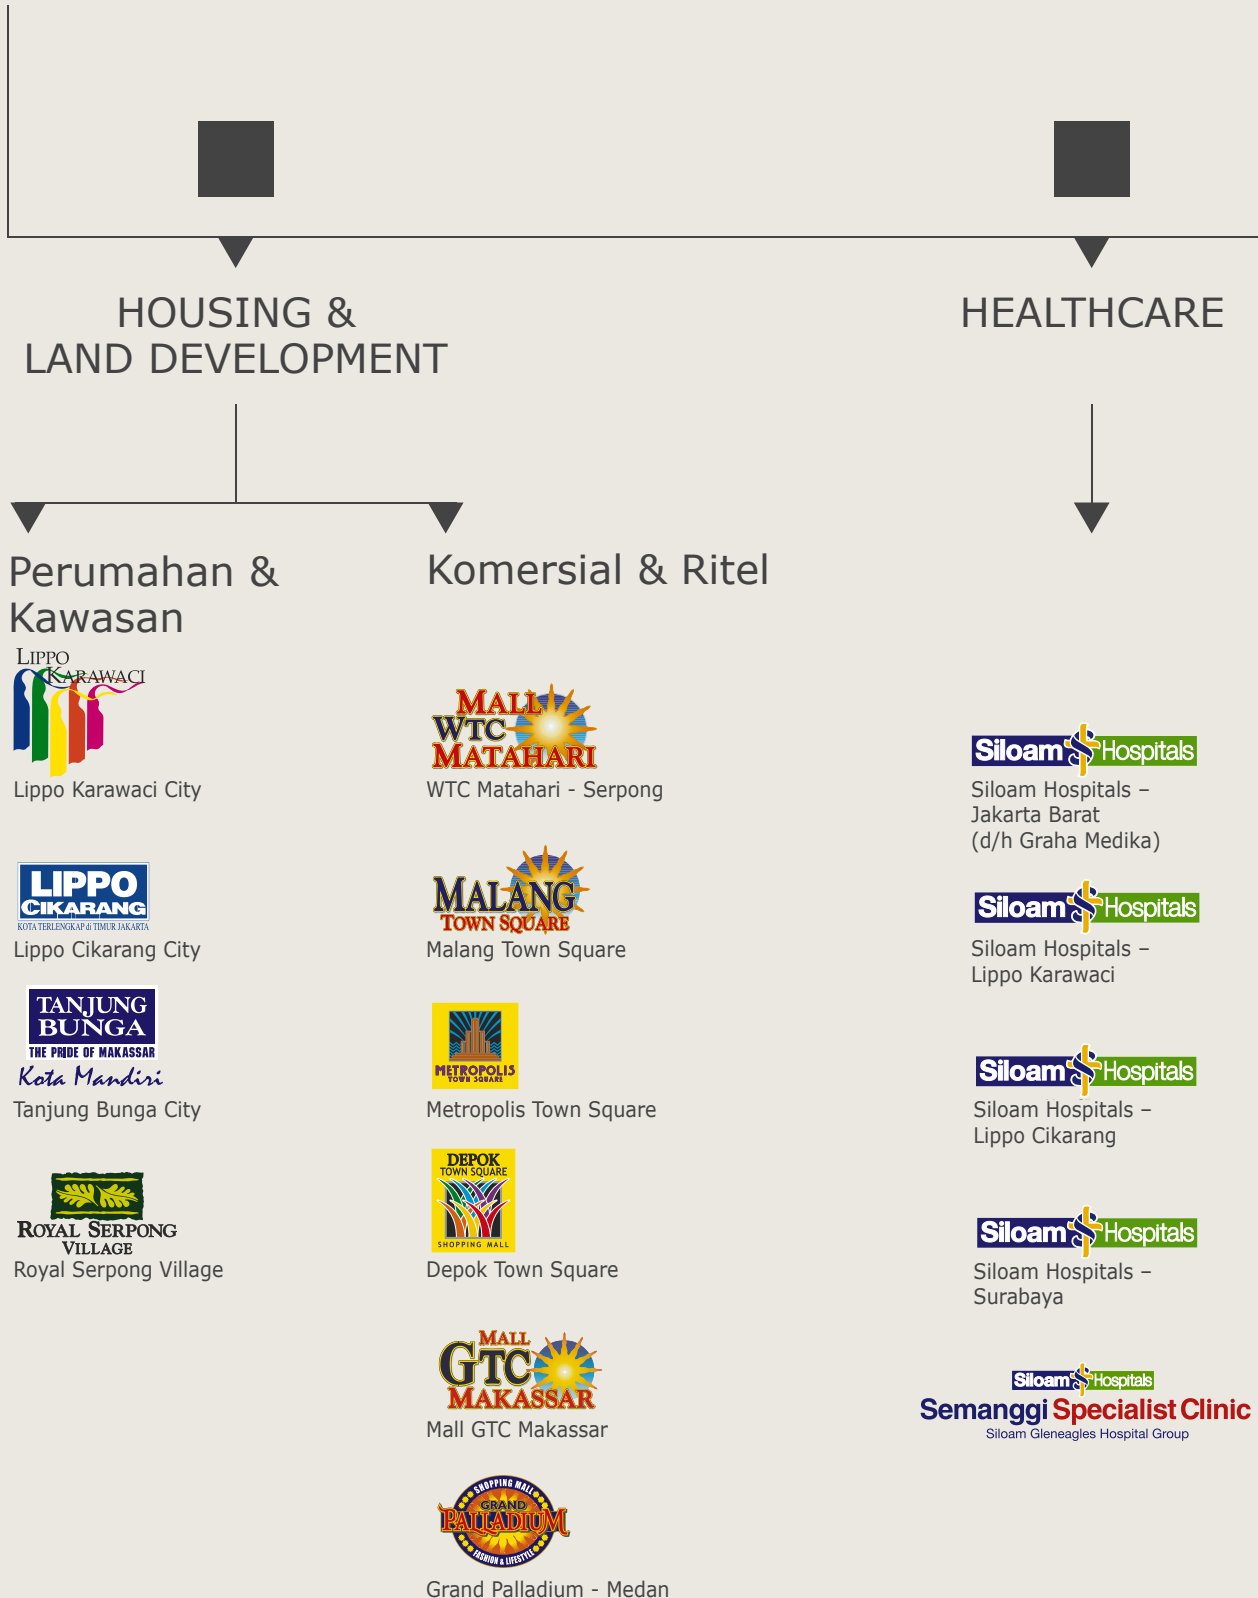 HOUSING &
LAND DEVELOPMENT
HEALTHCARE
Perumahan &
Kawasan
LIPPO
KARAWACI
Lippo Karawaci City
LIPPO
CIKARANG
KOTA TERLENGKAP di TIMUR JAKARTA
Lippo Cikarang City
TANJUNG
BUNGA
THE PRIDE OF MAKASSAR
Kota Mandiri
Tanjung Bunga City
ROYAL SERPONG
VILLAGE
Royal Serpong Village
Komersial & Ritel
MALL
WTC
MATAHARI
WTC Matahari - Serpong
MALANG
TOWN SQUARE
Malang Town Square
METROPOLIS
TOWN SQUARE
Metropolis Town Square
DEPOK
TOWN SQUARE
SHOPPING MALL
Depok Town Square
MALL
GTC
MAKASSAR
Mall GTC Makassar
SHOPPING MALL
GRAND
PALLADIUM
FASHION & LIFESTYLE
Grand Palladium - Medan
Siloam Hospitals
Siloam Hospitals –
Jakarta Barat
(d/h Graha Medika)
Siloam Hospitals
Siloam Hospitals –
Lippo Karawaci
Siloam Hospitals
Siloam Hospitals –
Lippo Cikarang
Siloam Hospitals
Siloam Hospitals –
Surabaya
Siloam Hospitals
Semanggi Specialist Clinic
Siloam Gleneagles Hospital Group